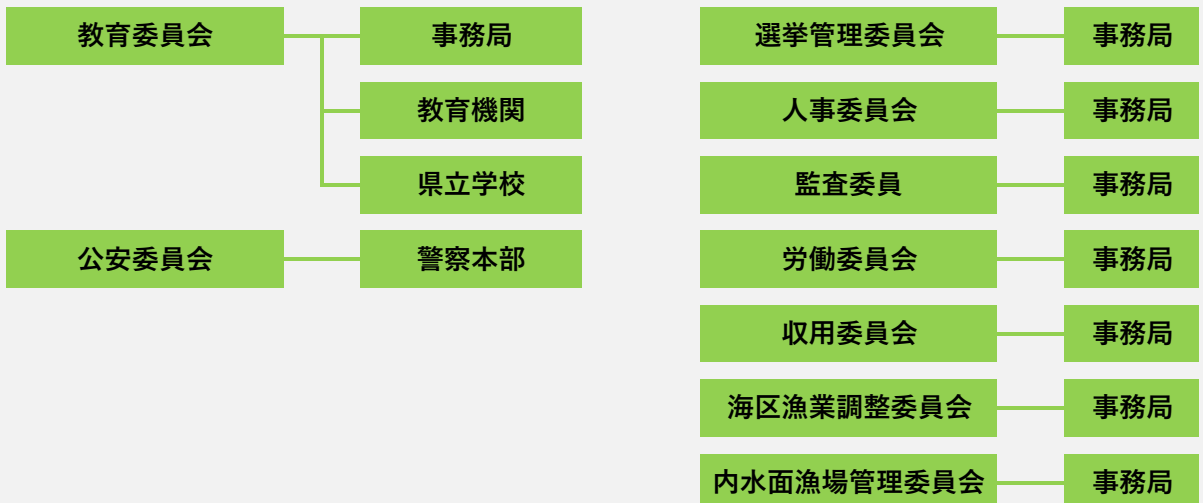 教育委員会
事務局
教育機関
県立学校
公安委員会
警察本部
選挙管理委員会
事務局
人事委員会
事務局
監査委員
事務局
労働委員会
事務局
収用委員会
事務局
海区漁業調整委員会
事務局
内水面漁場管理委員会
事務局